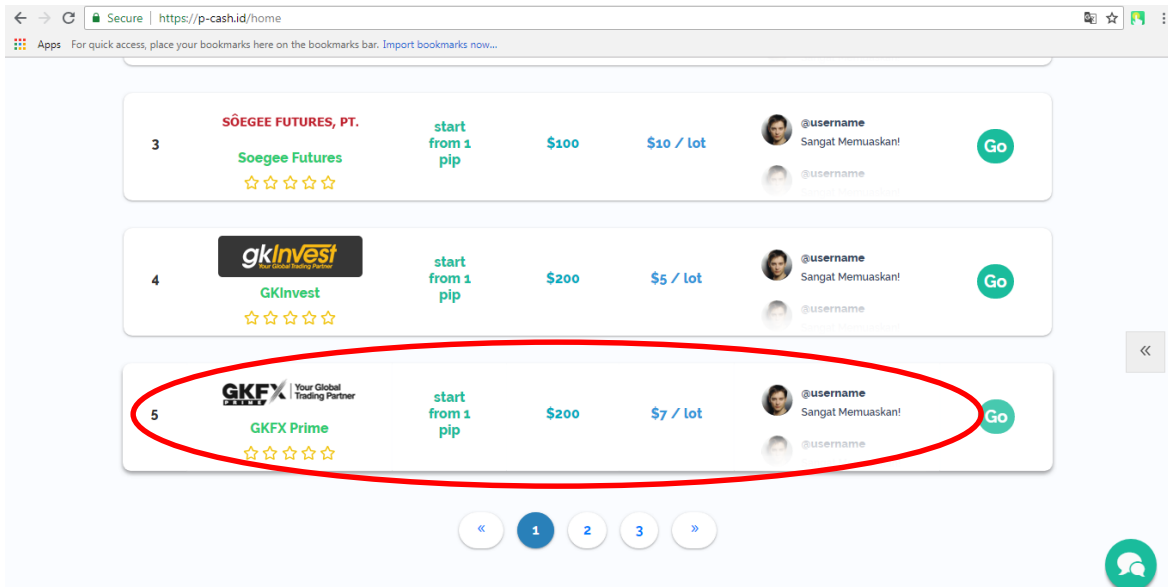 Secure | https://p-cash.id/home
Apps For quick access, place your bookmarks here on the bookmarks bar. Import bookmarks now...
3
SÔEGEE FUTURES, PT.
Soegee Futures
start
from 1
pip
$100
$10 / lot
@username
Sangat Memuaskan!
@username
Go
4
gkInvest
Your Global Trading Partner
GKInvest
start
from 1
pip
$200
$5 / lot
@username
Sangat Memuaskan!
@username
Go
5
GKFX
PRIME
Your Global
Trading Partner
GKFX Prime
start
from 1
pip
$200
$7 / lot
@username
Sangat Memuaskan!
@username
Go
«
« 1 2 3 »